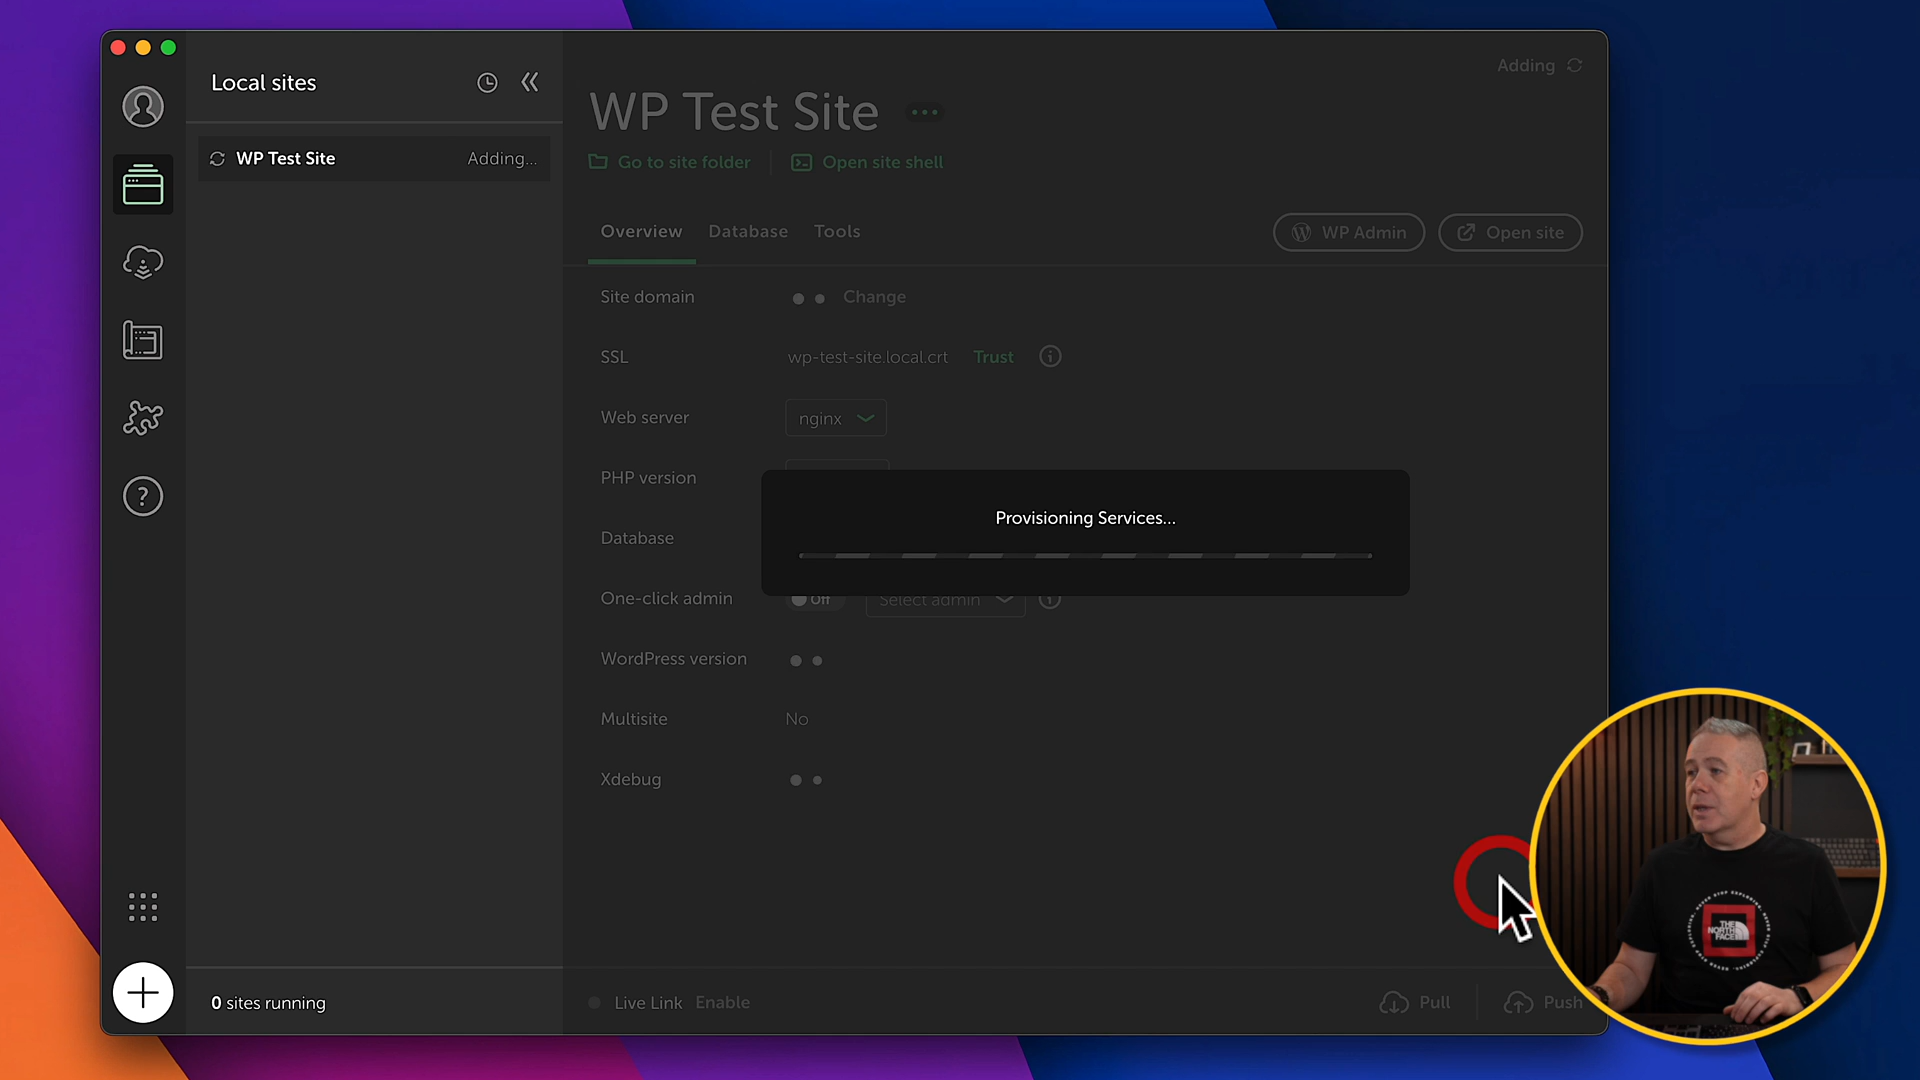 Local sites
WP Test Site
Adding...
0 sites running
Adding
WP Test Site
Go to site folder
Open site shell
Overview
Database
Tools
WP Admin
Open site
Site domain
Change
SSL
wp-test-site.local.crt
Trust
Web server
nginx
PHP version
Provisioning Services...
Database
One-click admin
Off
Select admin
WordPress version
Multisite
No
Xdebug
Live Link
Enable
Pull
Push
THE
NORTH
FACE